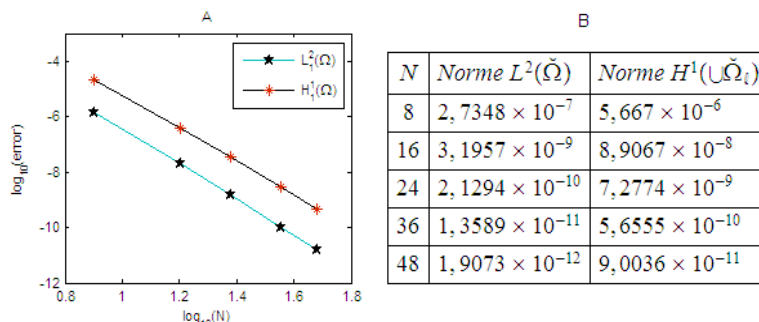 A
L₁²(Ω)
H₁¹(Ω)
log₁₀(error)
-4
-6
-8
-10
-12
0.8 1 1.2 1.4 1.6 1.8
log₁₀(N)
B
N Norme L²(Ω̆) Norme H¹(∪Ω̆ℓ)
8 2,7348 × 10⁻⁷ 5,667 × 10⁻⁶
16 3,1957 × 10⁻⁹ 8,9067 × 10⁻⁸
24 2,1294 × 10⁻¹⁰ 7,2774 × 10⁻⁹
36 1,3589 × 10⁻¹¹ 5,6555 × 10⁻¹⁰
48 1,9073 × 10⁻¹² 9,0036 × 10⁻¹¹